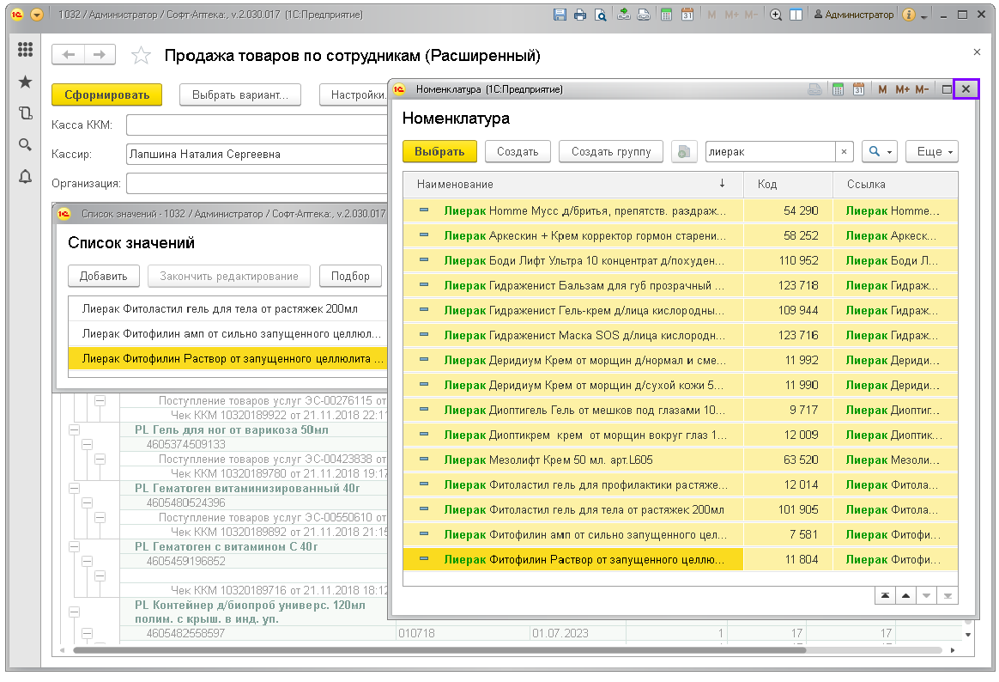 1032 / Администратор / Софт-Аптека:, v.2.030.017 (1С:Предприятие)
M M+ M-
Администратор
Продажа товаров по сотрудникам (Расширенный)
Сформировать
Выбрать вариант...
Настройки.
Касса ККМ:
Кассир:
Лапшина Наталия Сергеевна
Организация:
Список значений - 1032 / Администратор / Софт-Аптека:, v.2.030.017
Список значений
Добавить
Закончить редактирование
Подбор
Лиерак Фитоластил гель для тела от растяжек 200мл
Лиерак Фитофилин амп от сильно запущенного целлюл...
Лиерак Фитофилин Раствор от запущенного целлюлита ...
Поступление товаров услуг ЭС-00276115 от
Чек ККМ 10320189922 от 21.11.2018 22:11
PL Гель для ног от варикоза 50мл
4605374509133
Поступление товаров услуг ЭС-00423838 от
Чек ККМ 10320189780 от 21.11.2018 19:17
PL Гематоген витаминизированный 40г
4605480524396
Поступление товаров услуг ЭС-00550610 от
Чек ККМ 10320189892 от 21.11.2018 21:15
PL Гематоген с витамином С 40г
4605459196852
Чек ККМ 10320189716 от 21.11.2018 18:12
PL Контейнер д/биопроб универс. 120мл
полим. с крыш. в инд. уп.
4605482558597 010718 01.07.2023 1 17 17
Номенклатура (1С:Предприятие)
M M+ M-
Номенклатура
Выбрать
Создать
Создать группу
лиерак
Еще
Наименование Код Ссылка
Лиерак Homme Мусс д/бритья, препятств. раздраж... 54 290 Лиерак Homme...
Лиерак Аркескин + Крем корректор гормон старени... 58 252 Лиерак Аркеск...
Лиерак Боди Лифт Ультра 10 концентрат д/похуден... 110 952 Лиерак Боди Л...
Лиерак Гидраженист Бальзам для губ прозрачный ... 123 718 Лиерак Гидраж...
Лиерак Гидраженист Гель-крем д/лица кислородны... 109 944 Лиерак Гидраж...
Лиерак Гидраженист Маска SOS д/лица кислородн... 123 716 Лиерак Гидраж...
Лиерак Деридиум Крем от морщин д/нормал и сме... 11 992 Лиерак Дериди...
Лиерак Деридиум Крем от морщин д/сухой кожи 5... 11 990 Лиерак Дериди...
Лиерак Диоптигель Гель от мешков под глазами 10... 9 717 Лиерак Диоптиг...
Лиерак Диоптикрем крем от морщин вокруг глаз 1... 12 009 Лиерак Диоптик...
Лиерак Мезолифт Крем 50 мл. арт.L605 63 520 Лиерак Мезоли...
Лиерак Фитоластил гель для профилактики растяже... 12 014 Лиерак Фитола...
Лиерак Фитоластил гель для тела от растяжек 200мл 101 905 Лиерак Фитола...
Лиерак Фитофилин амп от сильно запущенного цел... 7 581 Лиерак Фитофи...
Лиерак Фитофилин Раствор от запущенного целлю... 11 804 Лиерак Фитофи...